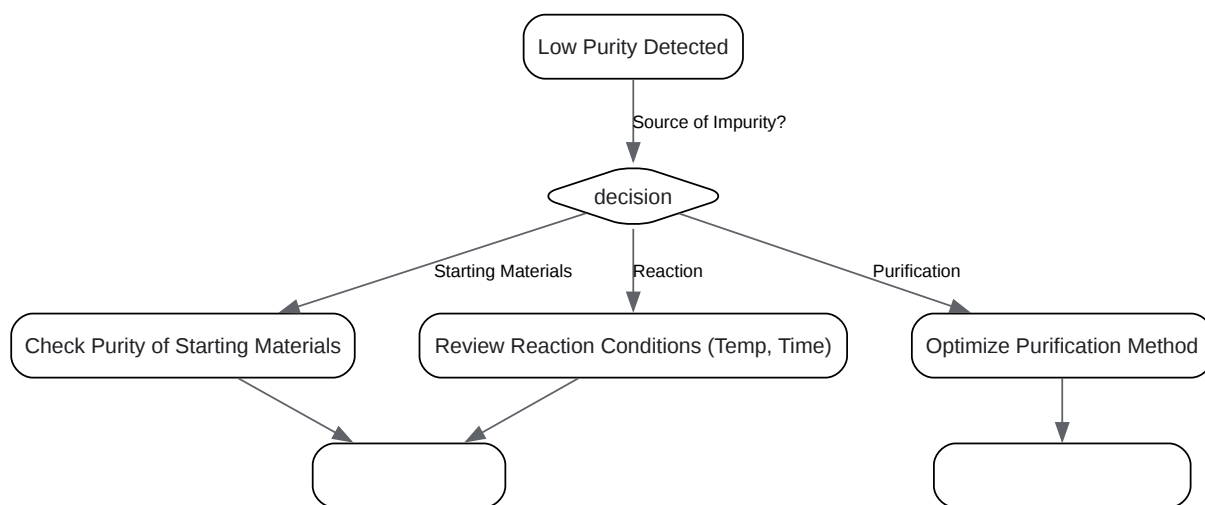 Low Purity Detected
Source of Impurity?
decision
Starting Materials
Reaction
Purification
Check Purity of Starting Materials
Review Reaction Conditions (Temp, Time)
Optimize Purification Method